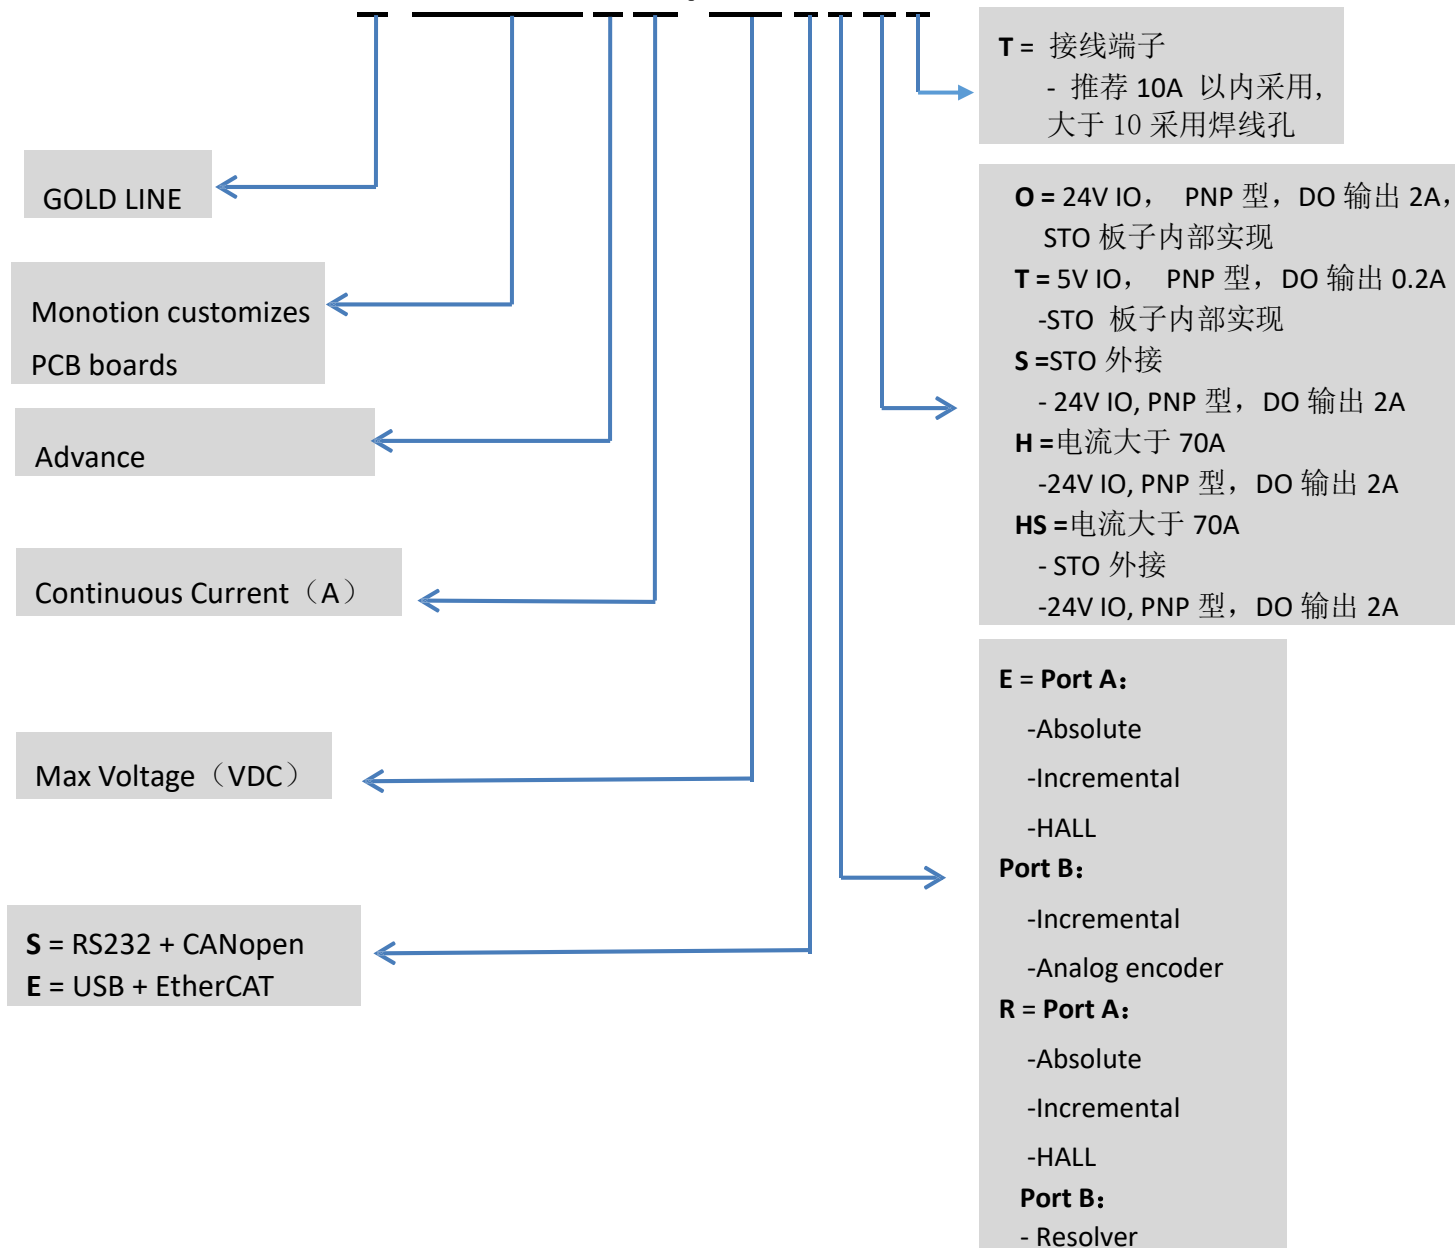 GOLD LINE
Monotion customizes
PCB boards
Advance
Continuous Current（A）
Max Voltage（VDC）
S = RS232 + CANopen
E = USB + EtherCAT
T = 接线端子
- 推荐 10A 以内采用,
大于 10 采用焊线孔
O = 24V IO， PNP 型，DO 输出 2A，
STO 板子内部实现
T = 5V IO， PNP 型，DO 输出 0.2A
-STO 板子内部实现
S =STO 外接
- 24V IO, PNP 型，DO 输出 2A
H =电流大于 70A
-24V IO, PNP 型，DO 输出 2A
HS =电流大于 70A
- STO 外接
-24V IO, PNP 型，DO 输出 2A
E = Port A：
-Absolute
-Incremental
-HALL
Port B：
-Incremental
-Analog encoder
R = Port A：
-Absolute
-Incremental
-HALL
Port B：
- Resolver